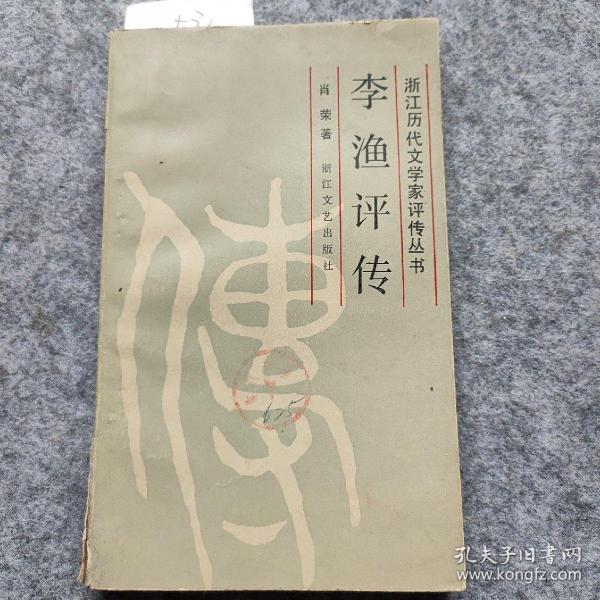 浙江历代文学家评传丛书
李渔评传
肖荣著 浙江文艺出版社
傳
675
孔夫子旧书网
www.kongfz.com